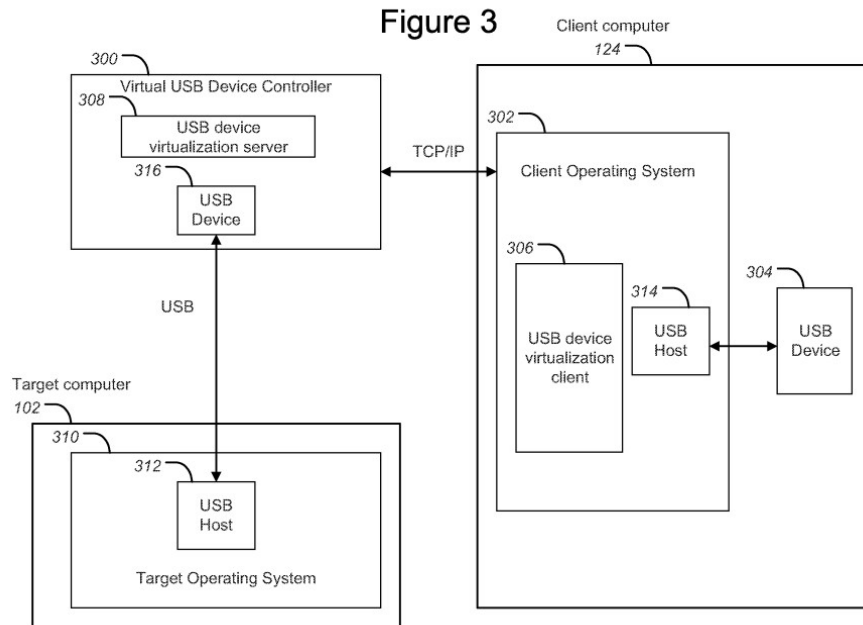 Figure 3
Client computer
124
300
Virtual USB Device Controller
308
USB device
virtualization server
316
USB
Device
TCP/IP
302
Client Operating System
306
USB device
virtualization
client
314
USB
Host
304
USB
Device
USB
Target computer
102
310
312
USB
Host
Target Operating System